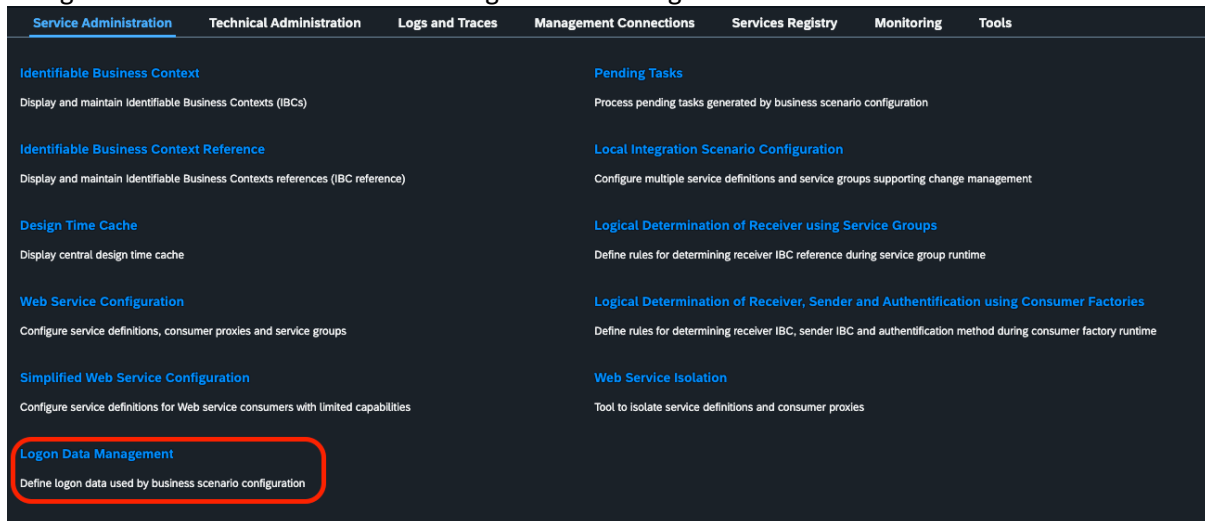 Service Administration Technical Administration Logs and Traces Management Connections Services Registry Monitoring Tools
Identifiable Business Context
Display and maintain Identifiable Business Contexts (IBCs)
Identifiable Business Context Reference
Display and maintain Identifiable Business Contexts references (IBC reference)
Design Time Cache
Display central design time cache
Web Service Configuration
Configure service definitions, consumer proxies and service groups
Simplified Web Service Configuration
Configure service definitions for Web service consumers with limited capabilities
Logon Data Management
Define logon data used by business scenario configuration
Pending Tasks
Process pending tasks generated by business scenario configuration
Local Integration Scenario Configuration
Configure multiple service definitions and service groups supporting change management
Logical Determination of Receiver using Service Groups
Define rules for determining receiver IBC reference during service group runtime
Logical Determination of Receiver, Sender and Authentification using Consumer Factories
Define rules for determining receiver IBC, sender IBC and authentification method during consumer factory runtime
Web Service Isolation
Tool to isolate service definitions and consumer proxies